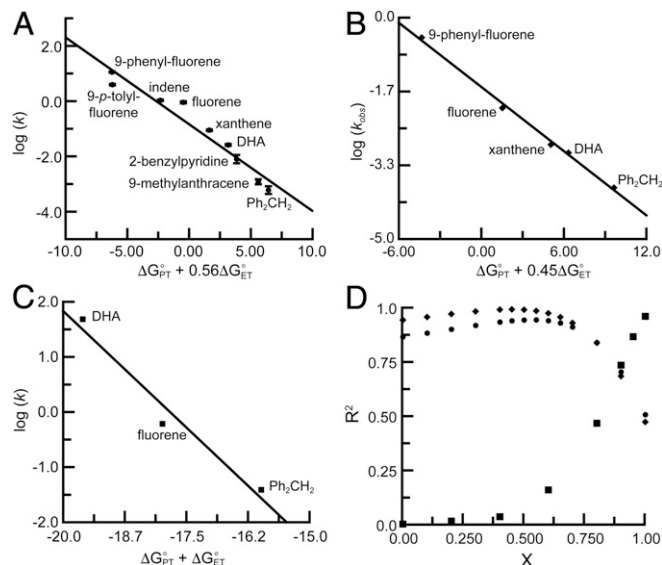 A
2.0
0.0
-2.0
-4.0
log (k)
9-phenyl-fluorene
9-p-tolyl-
fluorene
indene
fluorene
xanthene
DHA
2-benzylpyridine
9-methylanthracene
Ph₂CH₂
-10.0 -5.00 0.00 5.00 10.0
ΔG°PT + 0.56ΔG°ET
B
0.0
-1.7
-3.3
-5.0
log (kobs)
9-phenyl-fluorene
fluorene
xanthene
DHA
Ph₂CH₂
-6.00 0.00 6.00 12.0
ΔG°PT + 0.45ΔG°ET
C
2.0
1.0
0.0
-1.0
-2.0
log (k)
DHA
fluorene
Ph₂CH₂
-20.0 -18.7 -17.5 -16.2 -15.0
ΔG°PT + ΔG°ET
D
1.0
0.75
0.50
0.25
0.0
R²
0.00 0.25 0.500 0.75 1.00
X